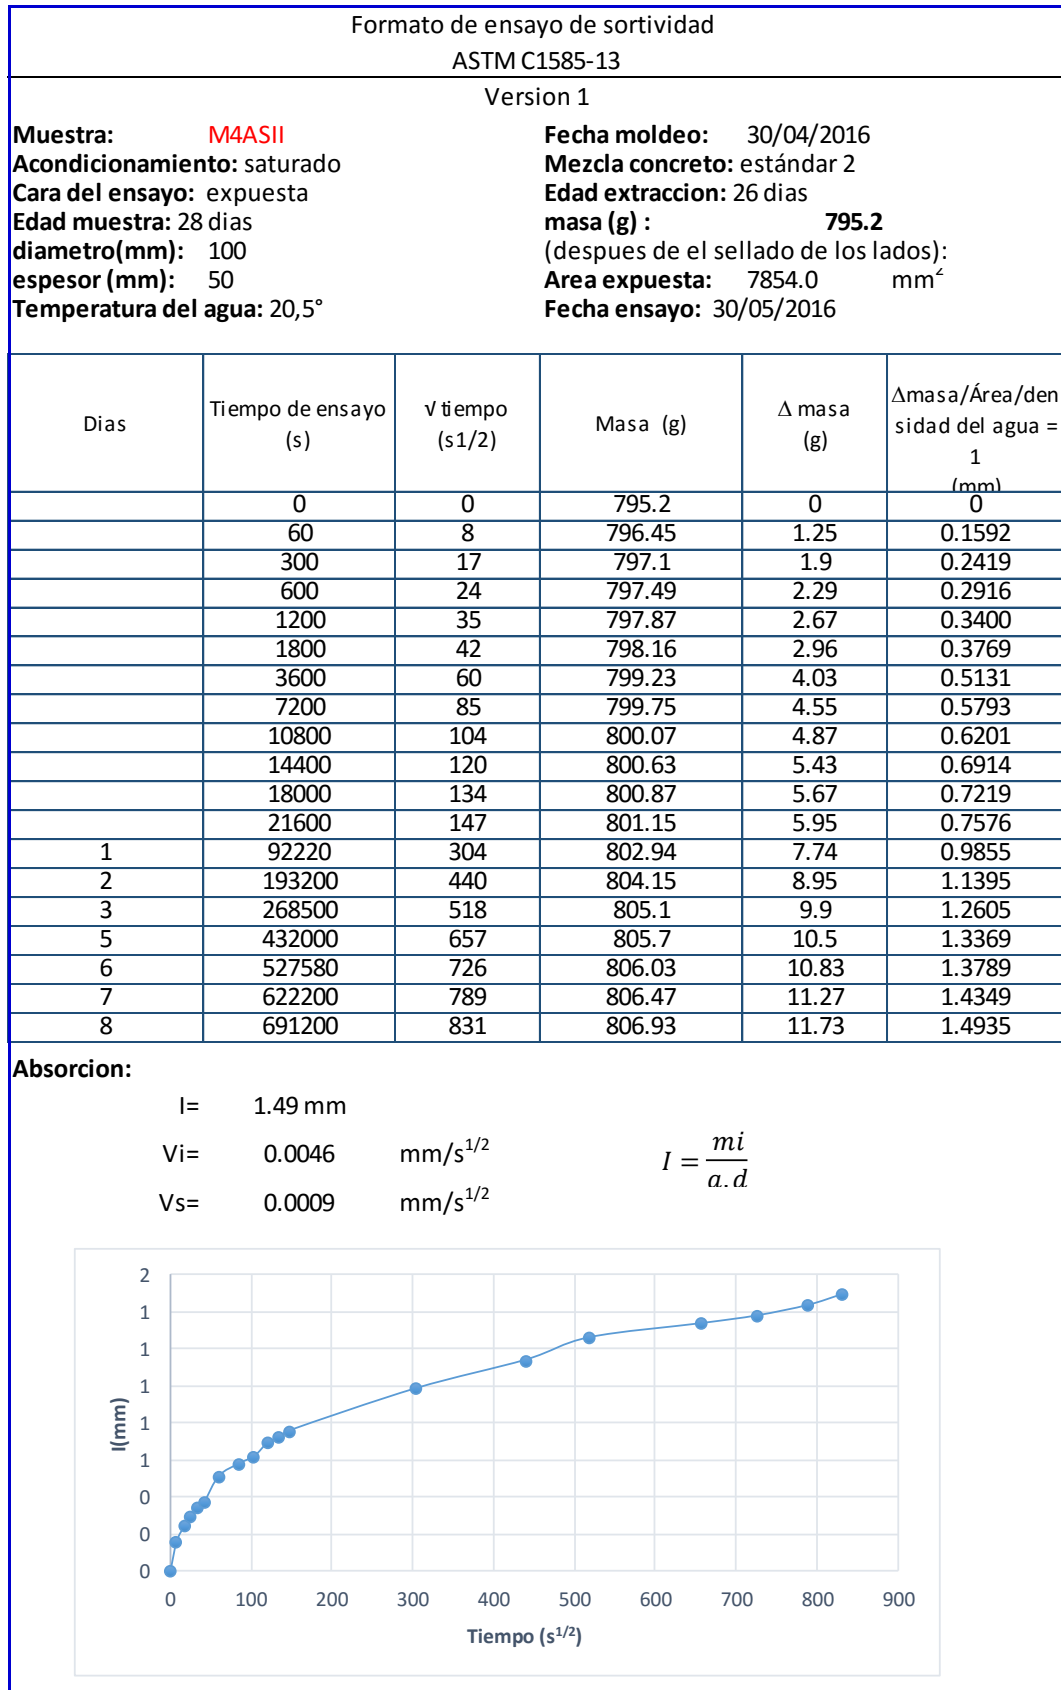 Formato de ensayo de sortividad
ASTM C1585-13
Version 1
Muestra: M4ASII Fecha moldeo: 30/04/2016
Acondicionamiento: saturado Mezcla concreto: estándar 2
Cara del ensayo: expuesta Edad extraccion: 26 dias
Edad muestra: 28 dias masa (g) : 795.2
diametro(mm): 100 (despues de el sellado de los lados):
espesor (mm): 50 Area expuesta: 7854.0 mm²
Temperatura del agua: 20,5° Fecha ensayo: 30/05/2016
Dias Tiempo de ensayo (s) √ tiempo (s1/2) Masa (g) Δ masa (g) Δmasa/Área/densidad del agua = 1 (mm)
0 0 795.2 0 0
60 8 796.45 1.25 0.1592
300 17 797.1 1.9 0.2419
600 24 797.49 2.29 0.2916
1200 35 797.87 2.67 0.3400
1800 42 798.16 2.96 0.3769
3600 60 799.23 4.03 0.5131
7200 85 799.75 4.55 0.5793
10800 104 800.07 4.87 0.6201
14400 120 800.63 5.43 0.6914
18000 134 800.87 5.67 0.7219
21600 147 801.15 5.95 0.7576
1 92220 304 802.94 7.74 0.9855
2 193200 440 804.15 8.95 1.1395
3 268500 518 805.1 9.9 1.2605
5 432000 657 805.7 10.5 1.3369
6 527580 726 806.03 10.83 1.3789
7 622200 789 806.47 11.27 1.4349
8 691200 831 806.93 11.73 1.4935
Absorcion:
I= 1.49 mm
Vi= 0.0046 mm/s^1/2
I = mi / a.d
Vs= 0.0009 mm/s^1/2
2
1
1
1
1
1
0
0
0
I(mm)
0 100 200 300 400 500 600 700 800 900
Tiempo (s^1/2)